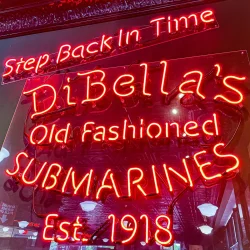 Step Back In Time
DiBella's
Old Fashioned
SUBMARINES
Est. 1918